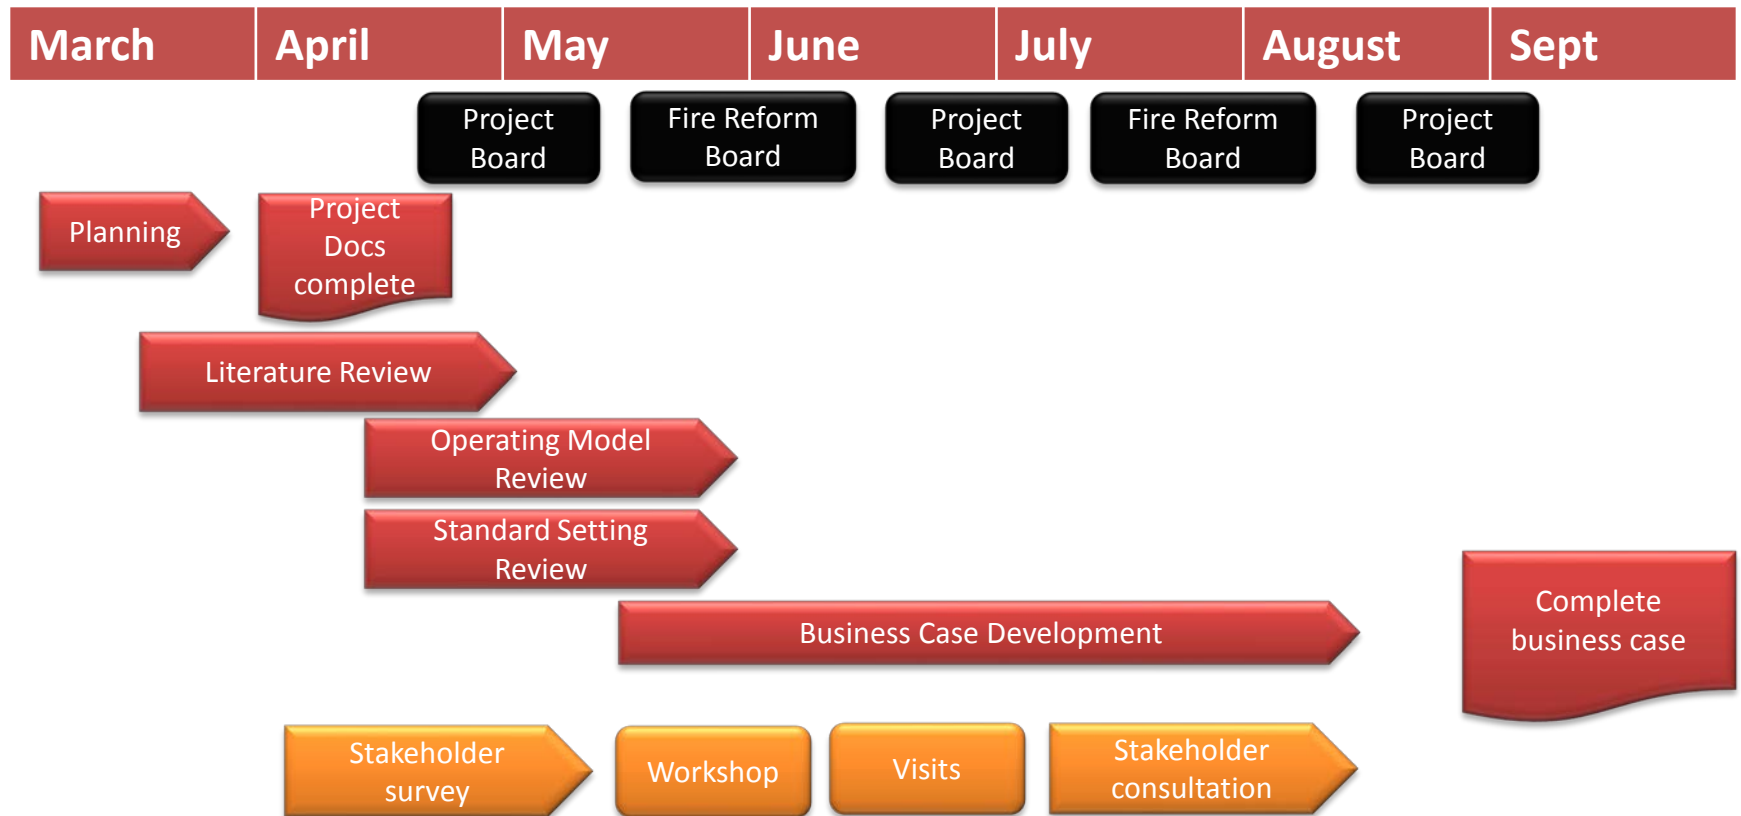 March April May June July August Sept
Project
Board
Fire Reform
Board
Project
Board
Fire Reform
Board
Project
Board
Planning
Project
Docs
complete
Literature Review
Operating Model
Review
Standard Setting
Review
Business Case Development
Complete
business case
Stakeholder
survey
Workshop
Visits
Stakeholder
consultation